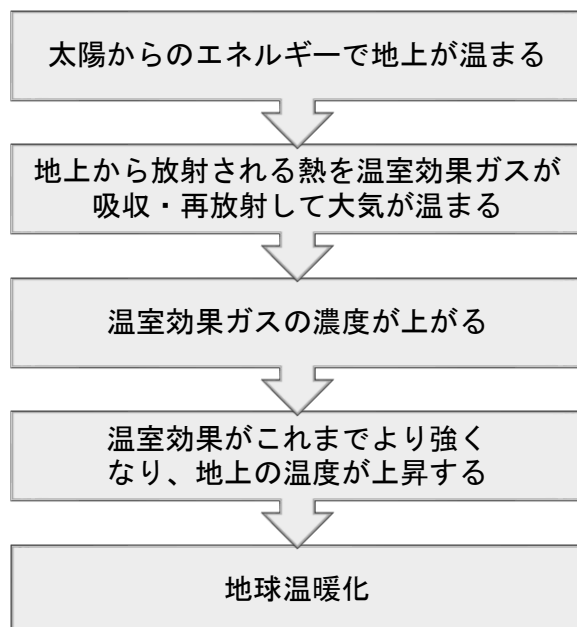 太陽からのエネルギーで地上が温まる
地上から放射される熱を温室効果ガスが
吸収・再放射して大気が温まる
温室効果ガスの濃度が上がる
温室効果がこれまでより強く
なり、地上の温度が上昇する
地球温暖化